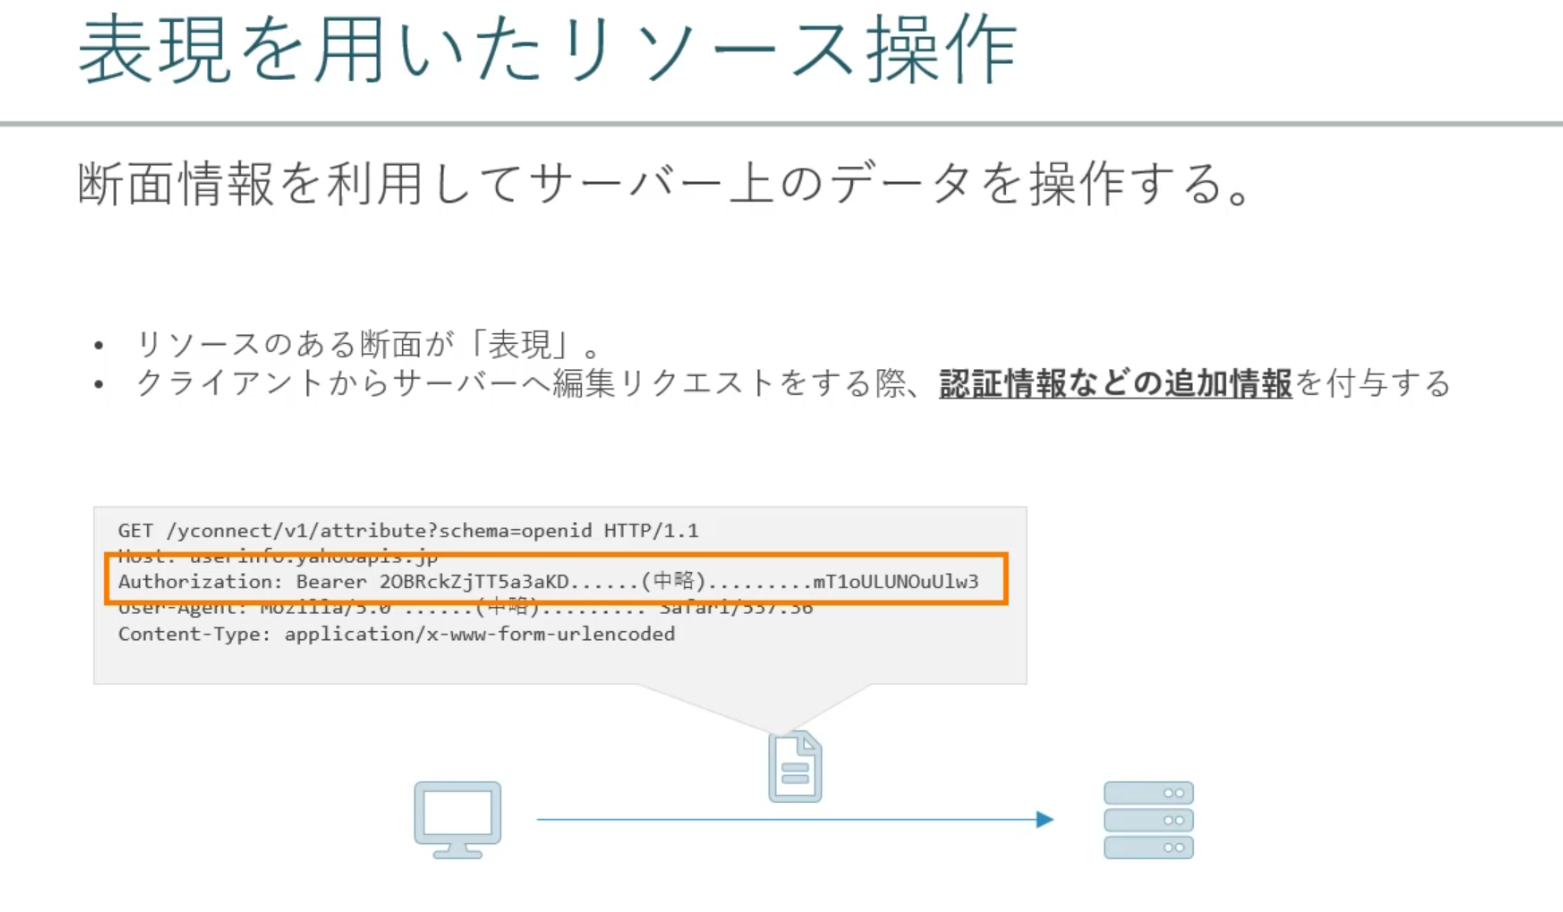 表現を用いたリソース操作
断面情報を利用してサーバー上のデータを操作する。
• リソースのある断面が「表現」。
• クライアントからサーバーへ編集リクエストをする際、認証情報などの追加情報を付与する
GET /yconnect/v1/attribute?schema=openid HTTP/1.1
Host: userinfo.yahooapis.jp
Authorization: Bearer 2OBRckZjTT5a3aKD......(中略).........mT1oULUNOuUlw3
User-Agent: Mozilla/5.0 ......(中略)......... Safari/537.36
Content-Type: application/x-www-form-urlencoded